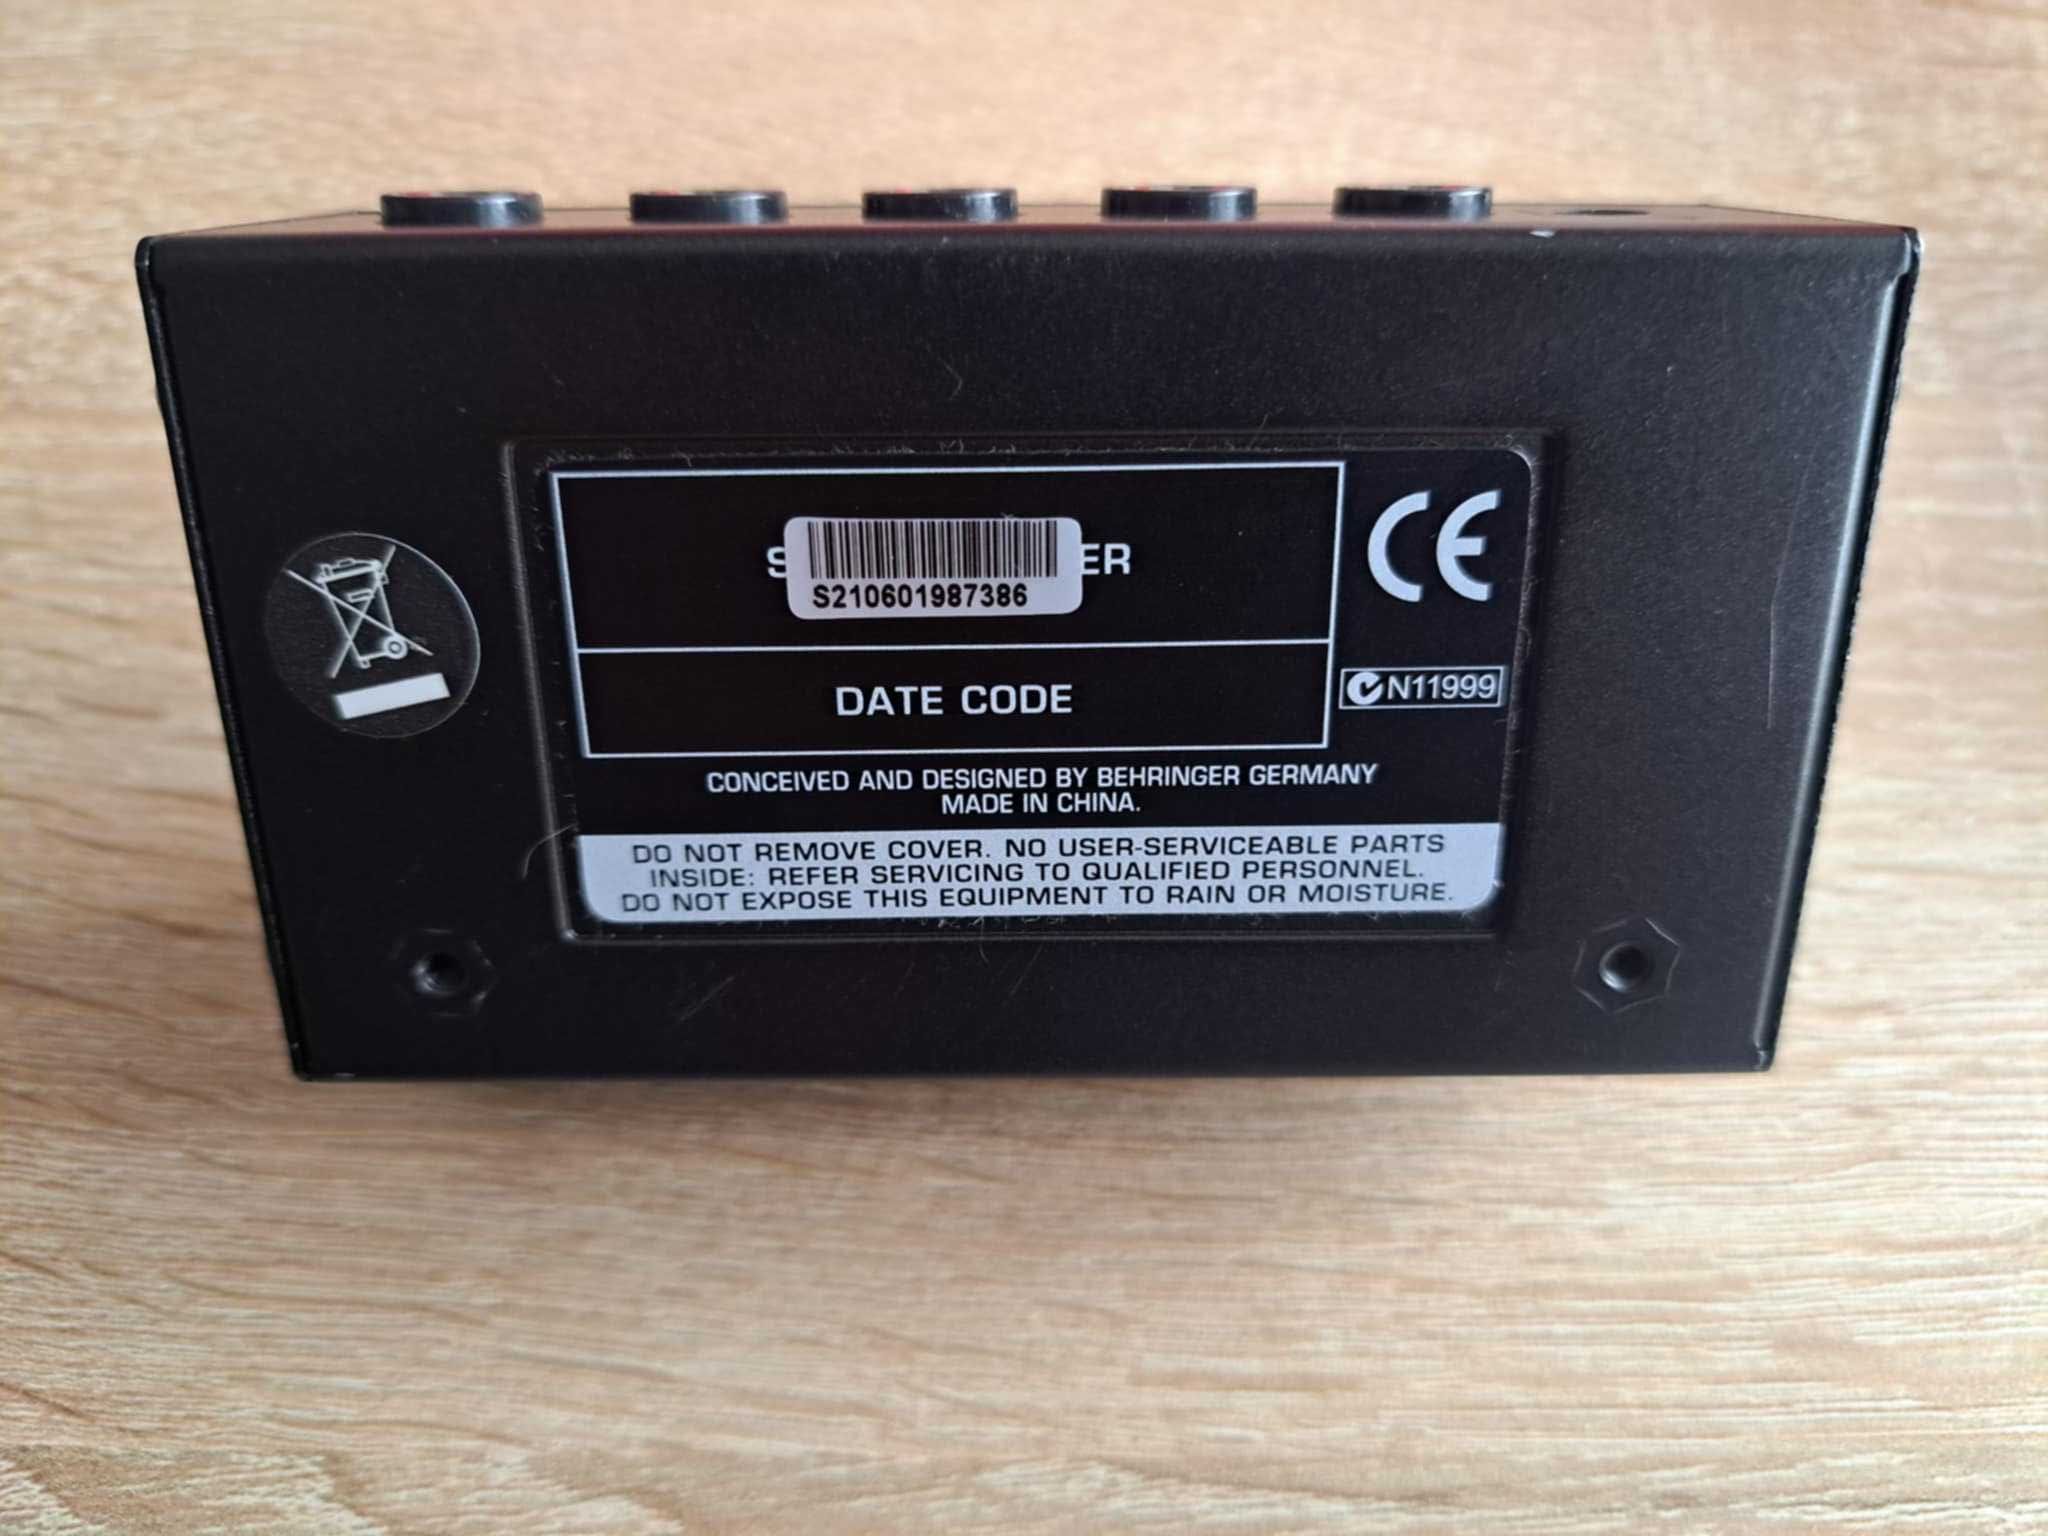 S ER
S210601987386
CE
N11999
DATE CODE
CONCEIVED AND DESIGNED BY BEHRINGER GERMANY
MADE IN CHINA.
DO NOT REMOVE COVER. NO USER-SERVICEABLE PARTS
INSIDE: REFER SERVICING TO QUALIFIED PERSONNEL.
DO NOT EXPOSE THIS EQUIPMENT TO RAIN OR MOISTURE.